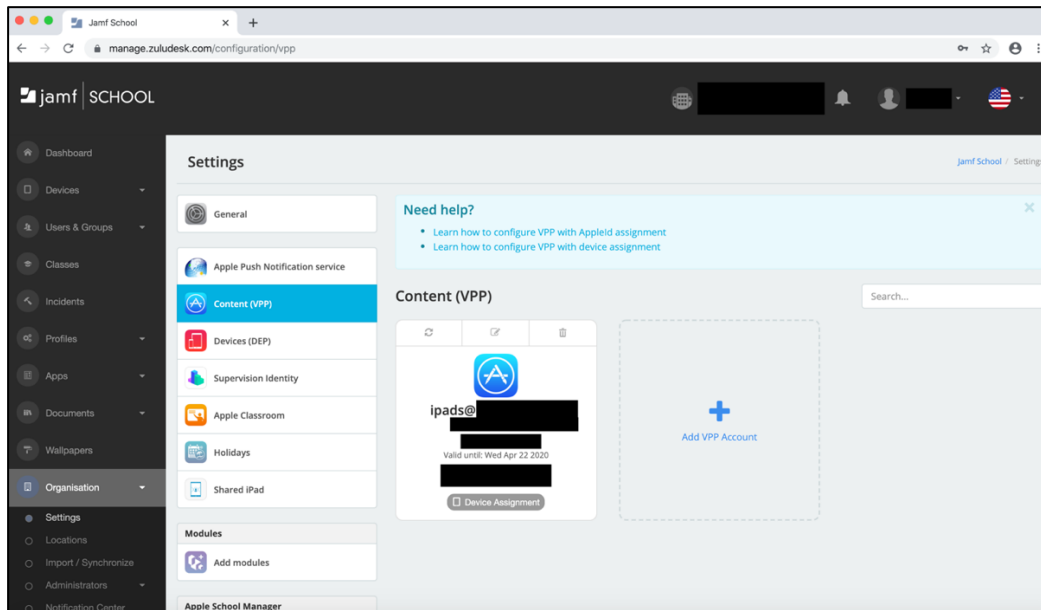 Jamf School
manage.zuludesk.com/configuration/vpp
jamf SCHOOL
Dashboard
Devices
Users & Groups
Classes
Incidents
Profiles
Apps
Documents
Wallpapers
Organisation
Settings
Locations
Import / Synchronize
Administrators
Notification Center
Settings
Jamf School / Settings
General
Apple Push Notification service
Content (VPP)
Devices (DEP)
Supervision Identity
Apple Classroom
Holidays
Shared iPad
Modules
Add modules
Apple School Manager
Need help?
Learn how to configure VPP with AppleId assignment
Learn how to configure VPP with device assignment
Content (VPP)
Search...
ipads@
Valid until: Wed Apr 22 2020
Device Assignment
Add VPP Account